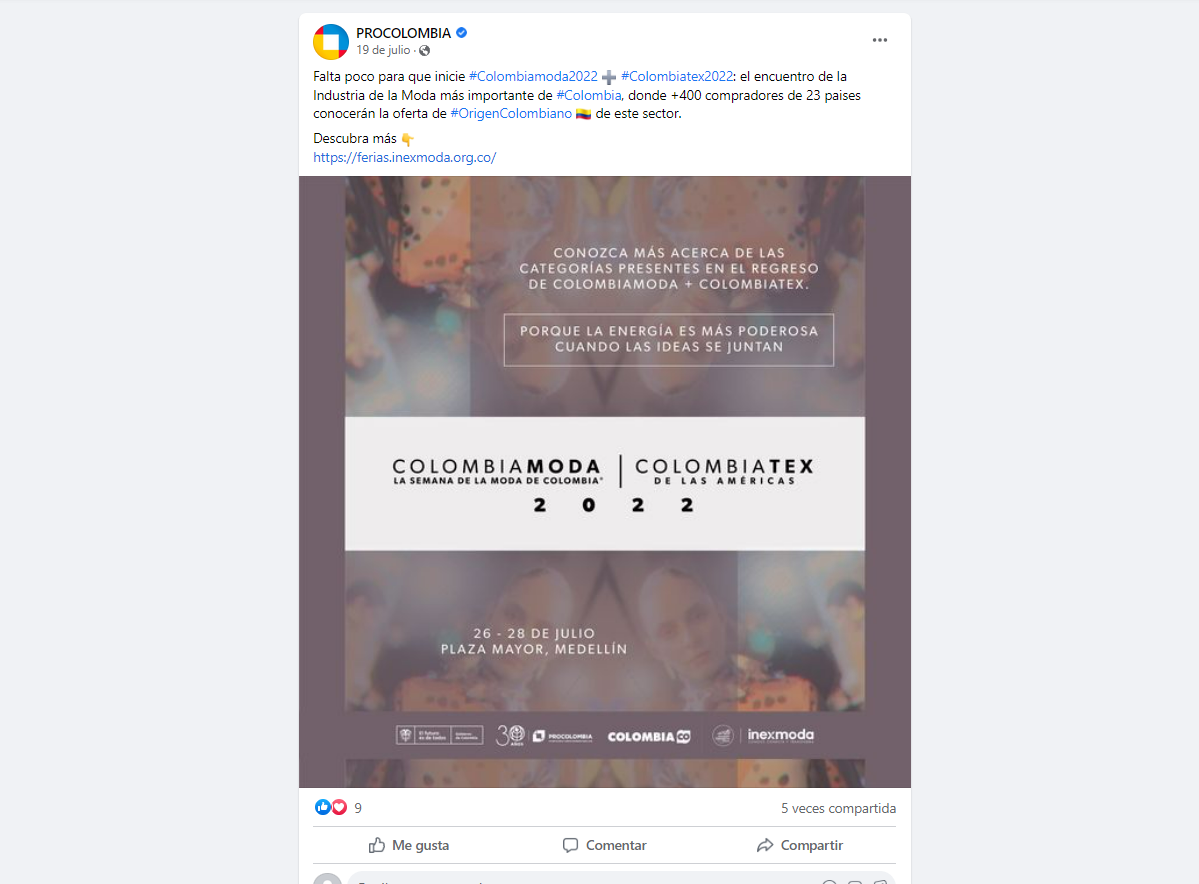 PROCOLOMBIA
19 de julio ·
Falta poco para que inicie #Colombiamoda2022 ➕ #Colombiatex2022: el encuentro de la
Industria de la Moda más importante de #Colombia, donde +400 compradores de 23 paises
conocerán la oferta de #OrigenColombiano 🇨🇴 de este sector.
Descubra más 👇
https://ferias.inexmoda.org.co/
CONOZCA MÁS ACERCA DE LAS
CATEGORÍAS PRESENTES EN EL REGRESO
DE COLOMBIAMODA + COLOMBIATEX.
PORQUE LA ENERGÍA ES MÁS PODEROSA
CUANDO LAS IDEAS SE JUNTAN
COLOMBIAMODA | COLOMBIATEX
LA SEMANA DE LA MODA DE COLOMBIA® DE LAS AMÉRICAS
2 0 2 2
26 - 28 DE JULIO
PLAZA MAYOR, MEDELLÍN
El futuro es de todos Gobierno de Colombia 30 AÑOS PROCOLOMBIA COLOMBIA CO inexmoda
9 5 veces compartida
Me gusta Comentar Compartir